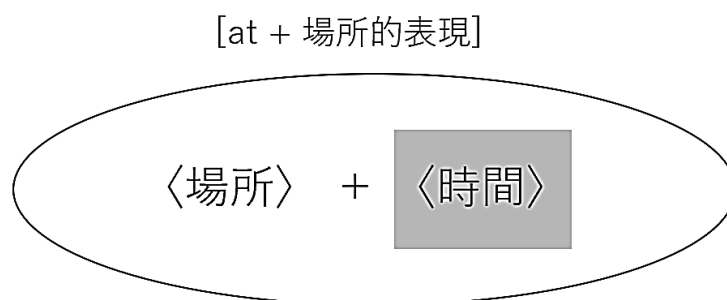 [at + 場所的表現]
〈場所〉 + 〈時間〉